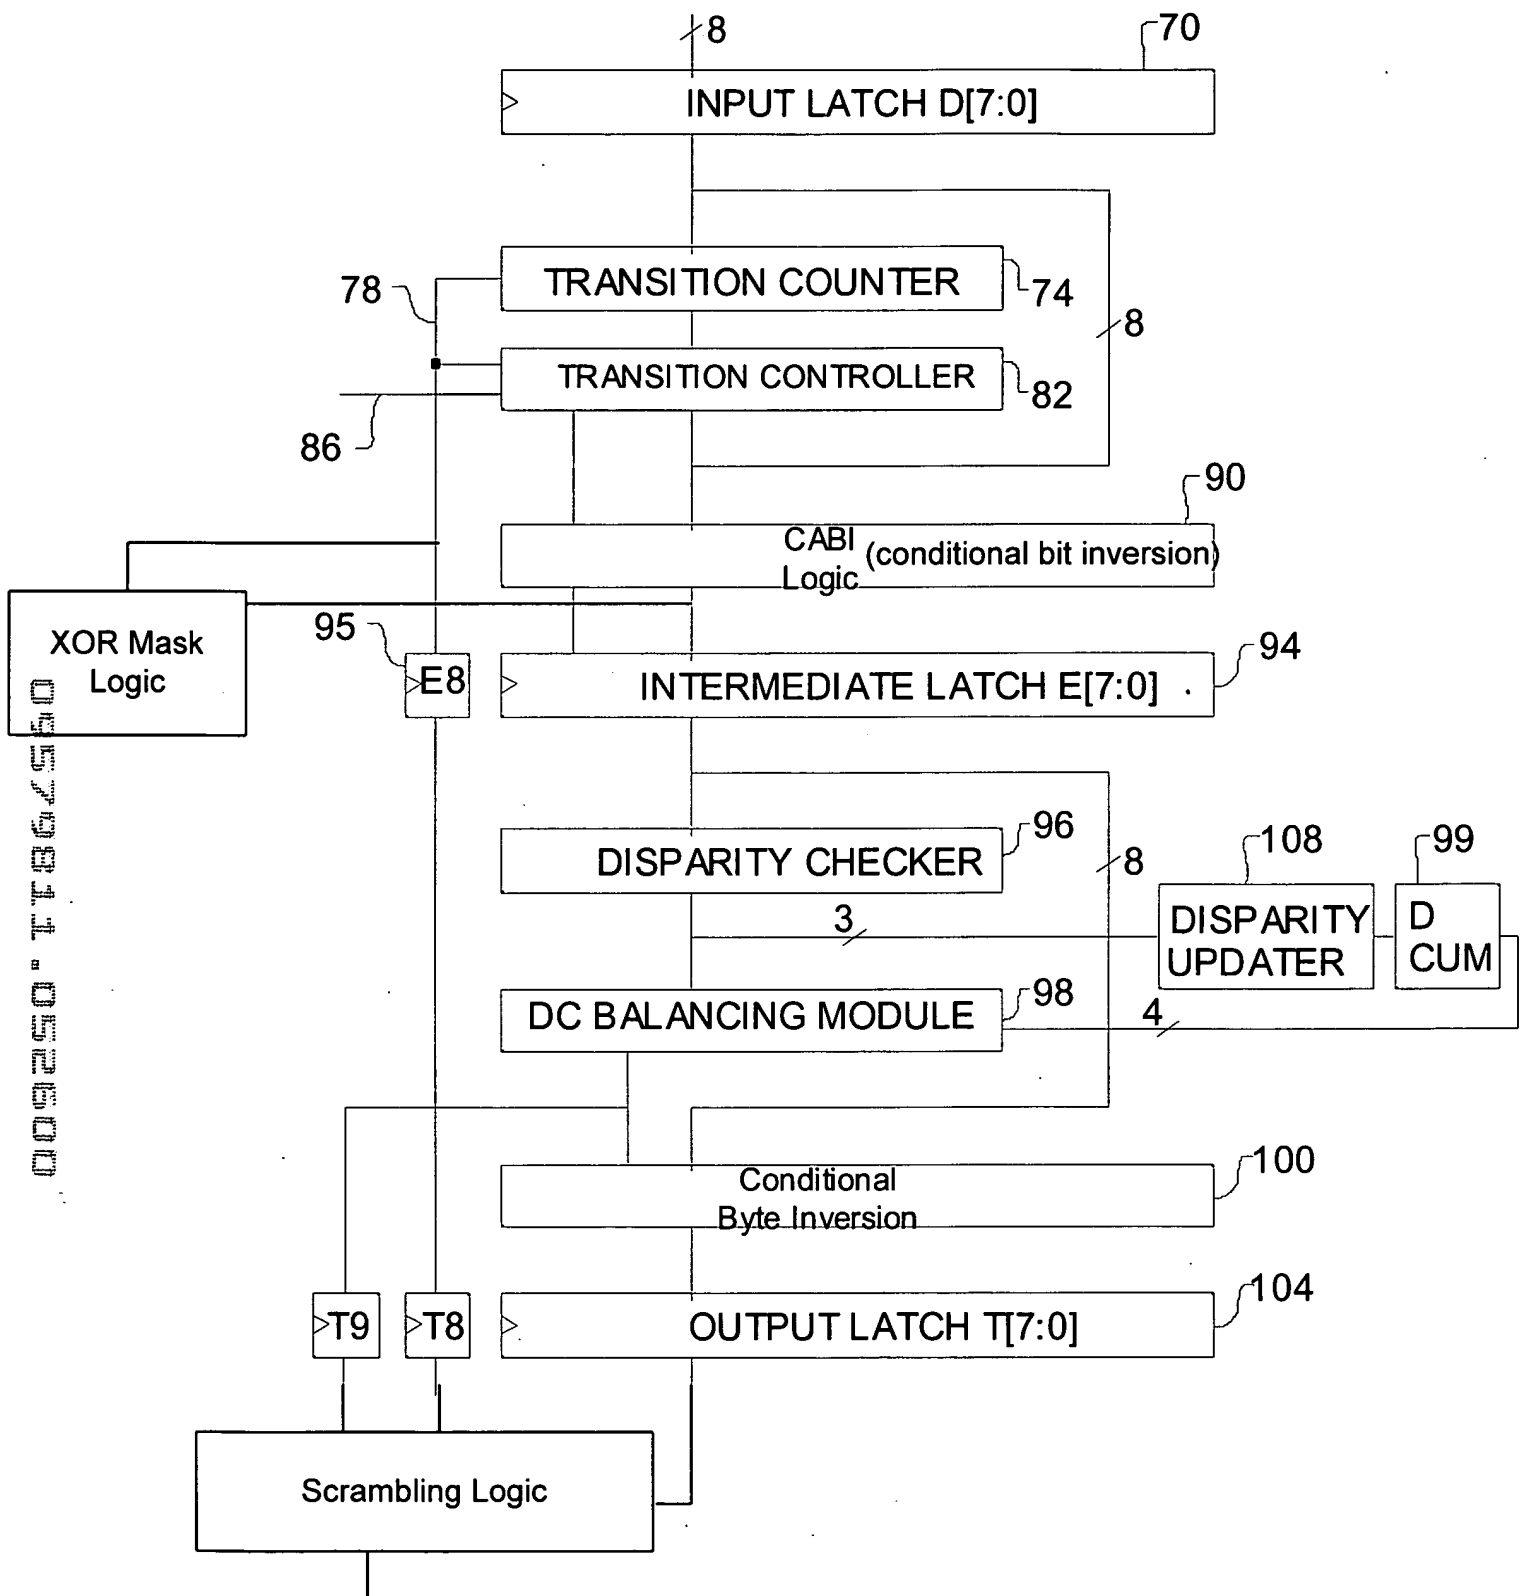 8
70
INPUT LATCH D[7:0]
78
TRANSITION COUNTER
74
8
TRANSITION CONTROLLER
82
86
90
CABI
Logic
(conditional bit inversion)
XOR Mask
Logic
95
E8
94
INTERMEDIATE LATCH E[7:0]
DISPARITY CHECKER
96
8
108
99
3
DISPARITY
UPDATER
D
CUM
DC BALANCING MODULE
98
4
Conditional
Byte Inversion
100
T9
T8
OUTPUT LATCH T[7:0]
104
Scrambling Logic
09579811.052600